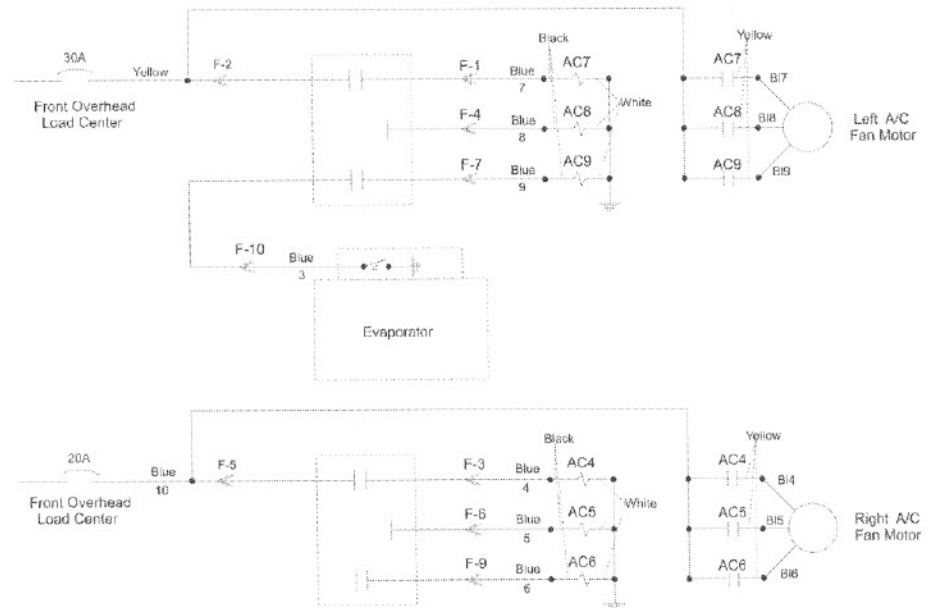 Black
Yellow
30A
Yellow
F-2
F-1
Blue
7
AC7
AC7
Bl7
Front Overhead
Load Center
White
F-4
Blue
8
AC8
AC8
Bl8
Left A/C
Fan Motor
F-7
Blue
9
AC9
AC9
Bl9
F-10
Blue
3
Evaporator
Black
Yellow
20A
Blue
10
F-5
F-3
Blue
4
AC4
AC4
Bl4
Front Overhead
Load Center
White
F-6
Blue
5
AC5
AC5
Bl5
Right A/C
Fan Motor
F-9
Blue
6
AC6
AC6
Bl6